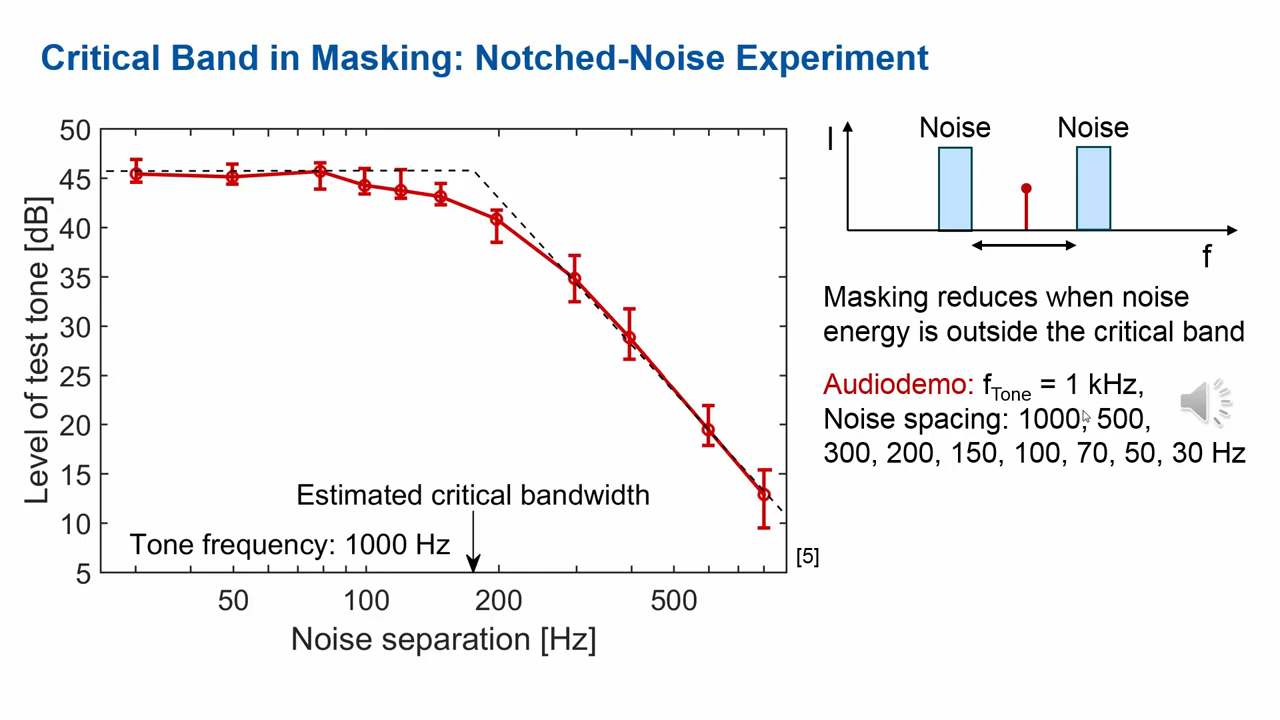 Critical Band in Masking: Notched-Noise Experiment
50
45
40
35
30
25
20
15
10
5
Level of test tone [dB]
Estimated critical bandwidth
Tone frequency: 1000 Hz
50 100 200 500
Noise separation [Hz]
[5]
I
Noise Noise
f
Masking reduces when noise
energy is outside the critical band
Audiodemo: fTone = 1 kHz,
Noise spacing: 1000, 500,
300, 200, 150, 100, 70, 50, 30 Hz